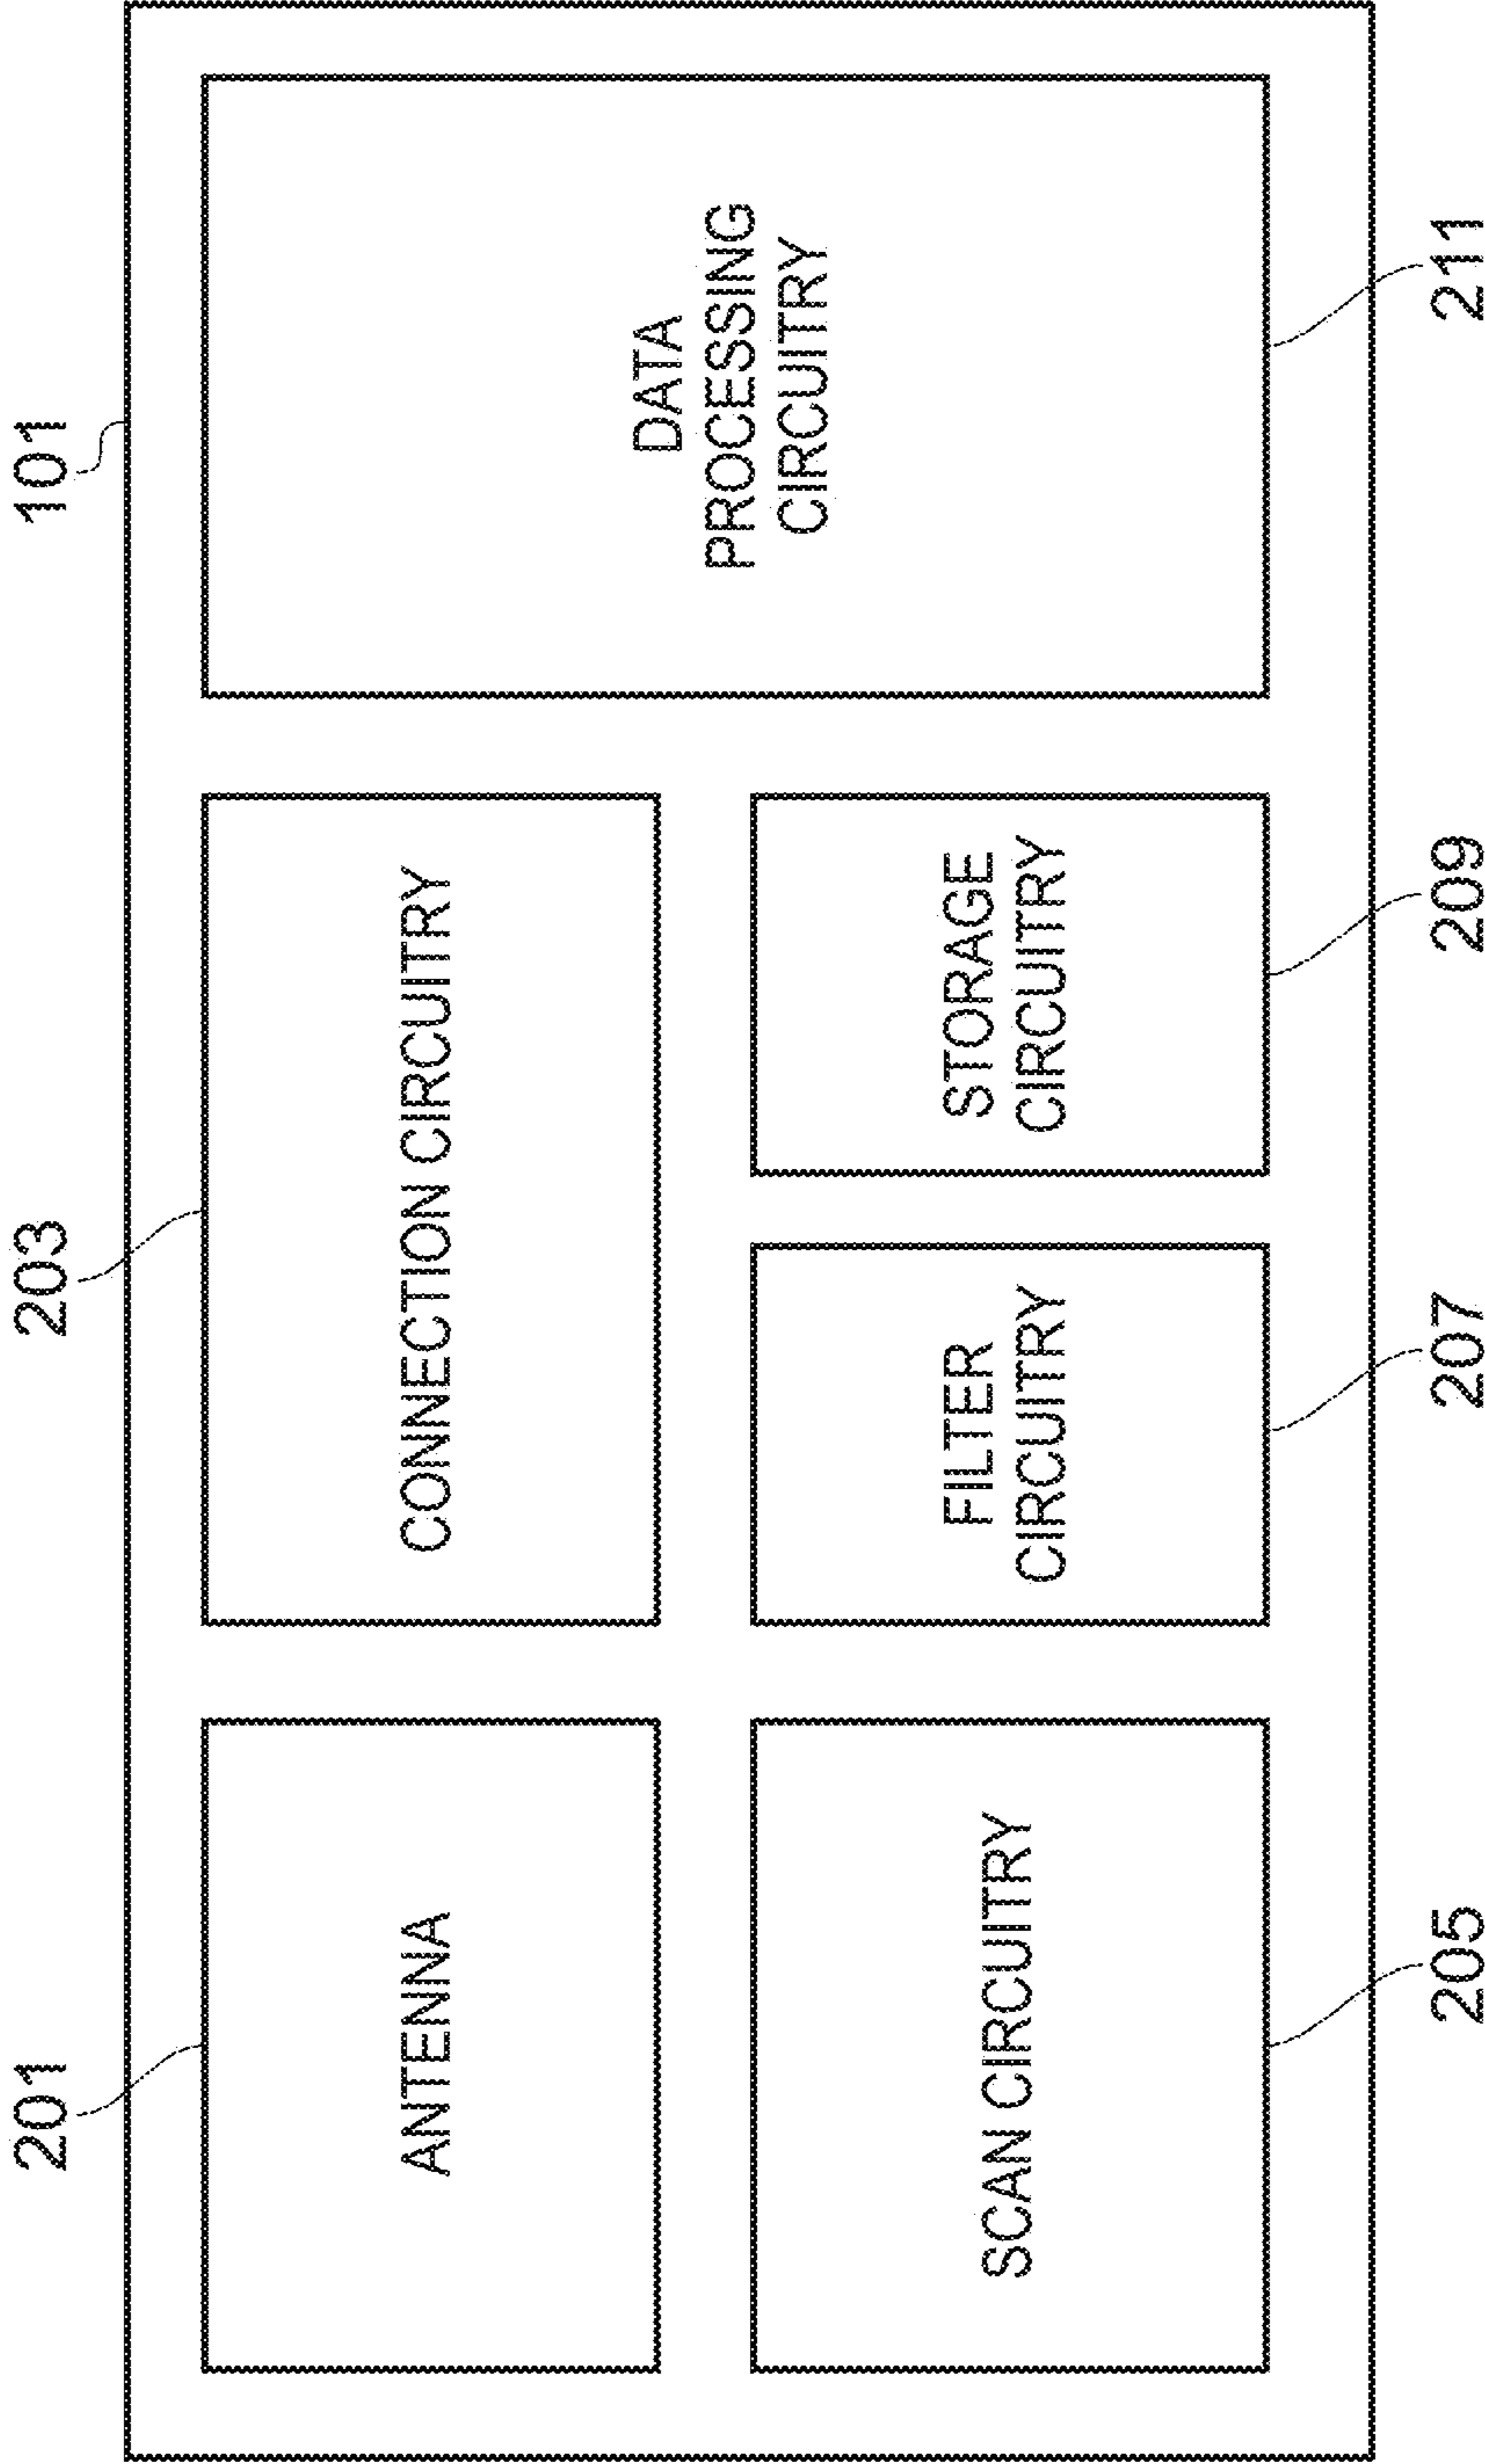 201
203
101
ANTENNA
CONNECTION CIRCUITRY
DATA
PROCESSING
CIRCUITRY
SCAN CIRCUITRY
FILTER
CIRCUITRY
STORAGE
CIRCUITRY
205
207
209
211